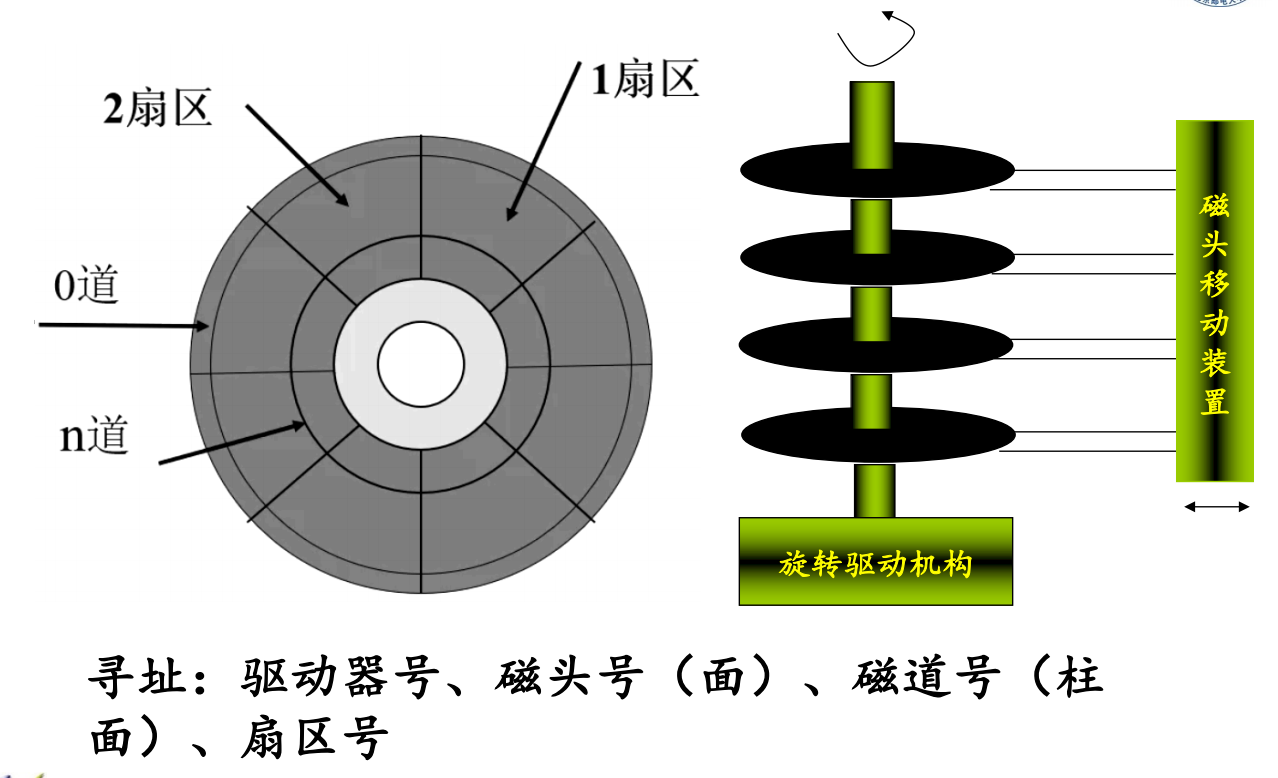 1扇区
2扇区
0道
n道
磁头移动装置
旋转驱动机构
寻址：驱动器号、磁头号（面）、磁道号（柱
面）、扇区号